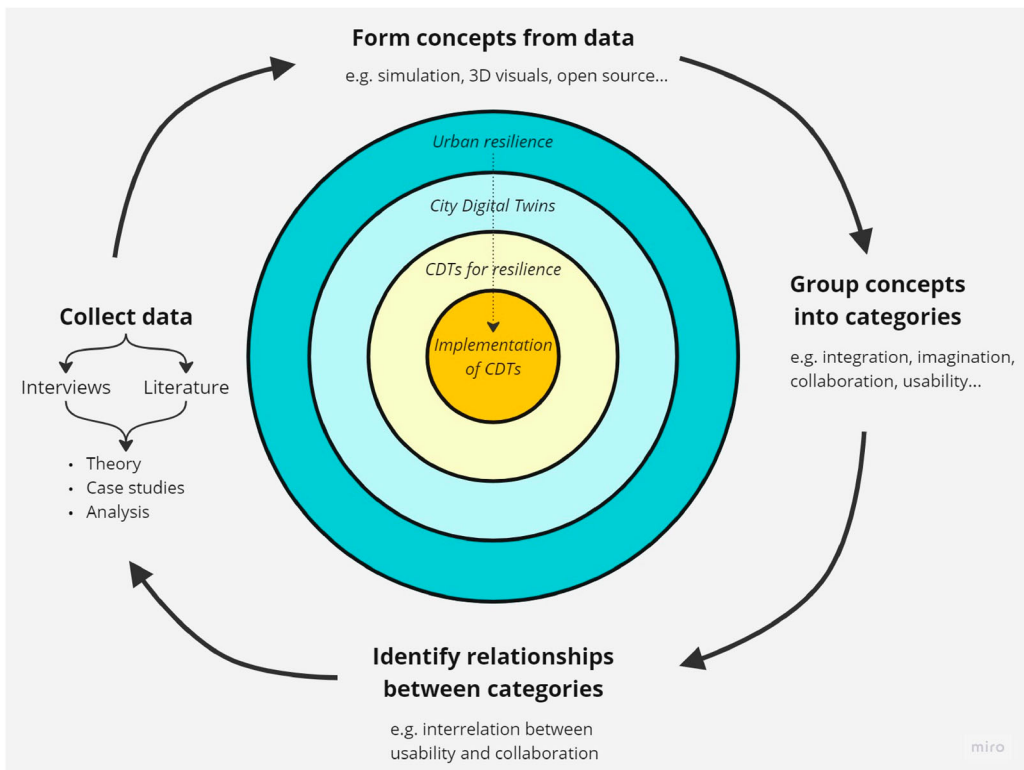 Form concepts from data
e.g. simulation, 3D visuals, open source...
Urban resilience
City Digital Twins
CDTs for resilience
Implementation
of CDTs
Group concepts
into categories
e.g. integration, imagination,
collaboration, usability...
Identify relationships
between categories
e.g. interrelation between
usability and collaboration
Collect data
Interviews
Literature
• Theory
• Case studies
• Analysis
miro